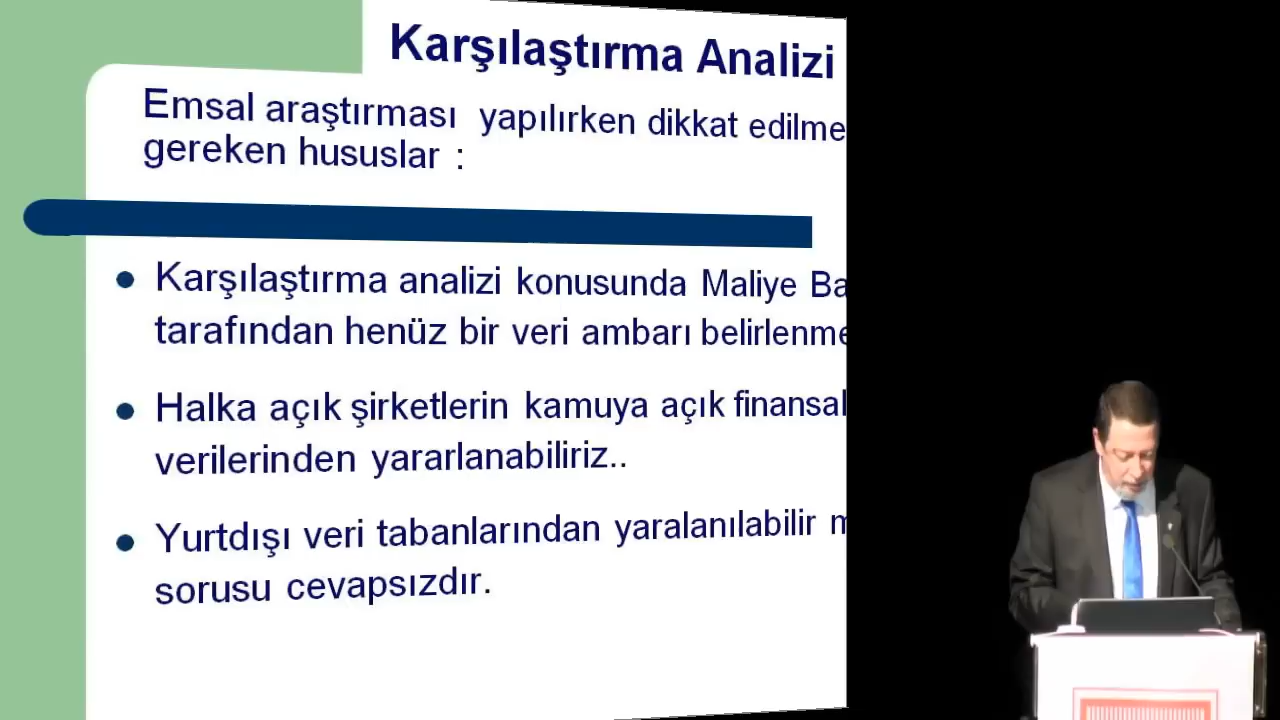 Karşılaştırma Analizi
Emsal araştırması yapılırken dikkat edilme
gereken hususlar :
Karşılaştırma analizi konusunda Maliye Ba
tarafından henüz bir veri ambarı belirlenme
Halka açık şirketlerin kamuya açık finansal
verilerinden yararlanabiliriz..
Yurtdışı veri tabanlarından yaralanılabilir m
sorusu cevapsızdır.